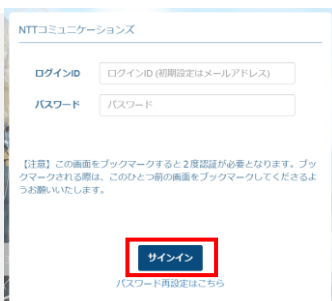 NTTコミュニケーションズ
ログインID
ログインID (初期設定はメールアドレス)
パスワード
パスワード
【注意】この画面をブックマークすると2度認証が必要となります。ブッ
クマークされる際は、このひとつ前の画面をブックマークしてくださるよ
うお願いいたします。
サインイン
パスワード再設定はこちら